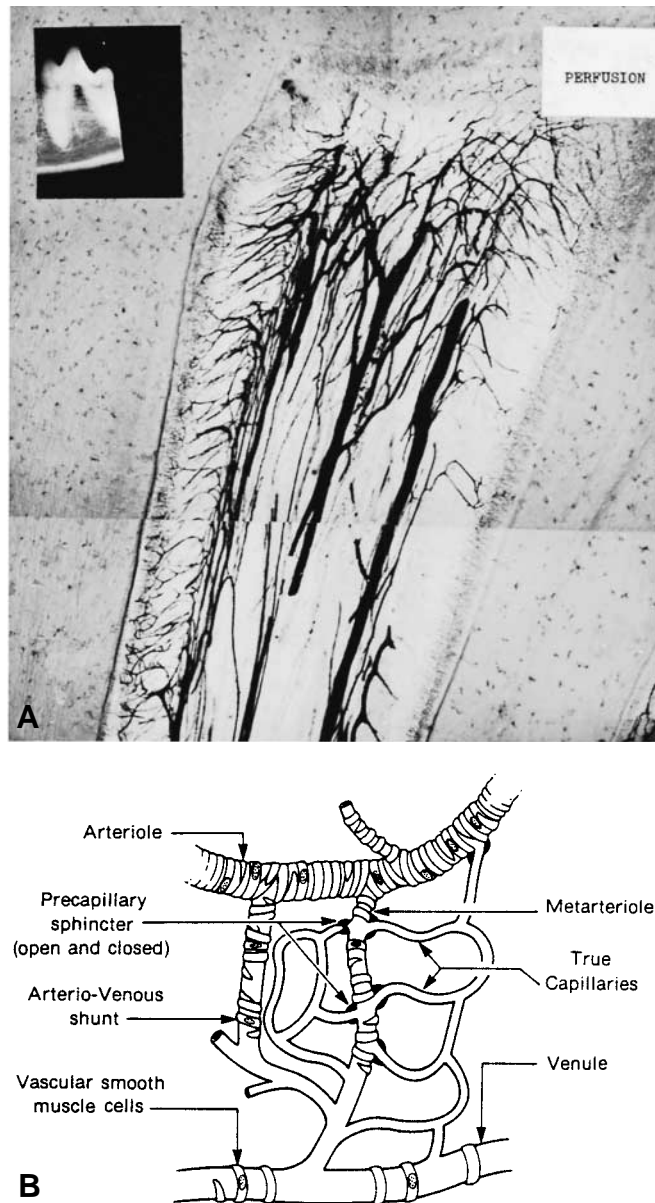 PERFUSION
A
Arteriole
Precapillary
sphincter
(open and closed)
Arterio-Venous
shunt
Vascular smooth
muscle cells
Metarteriole
True
Capillaries
Venule
B